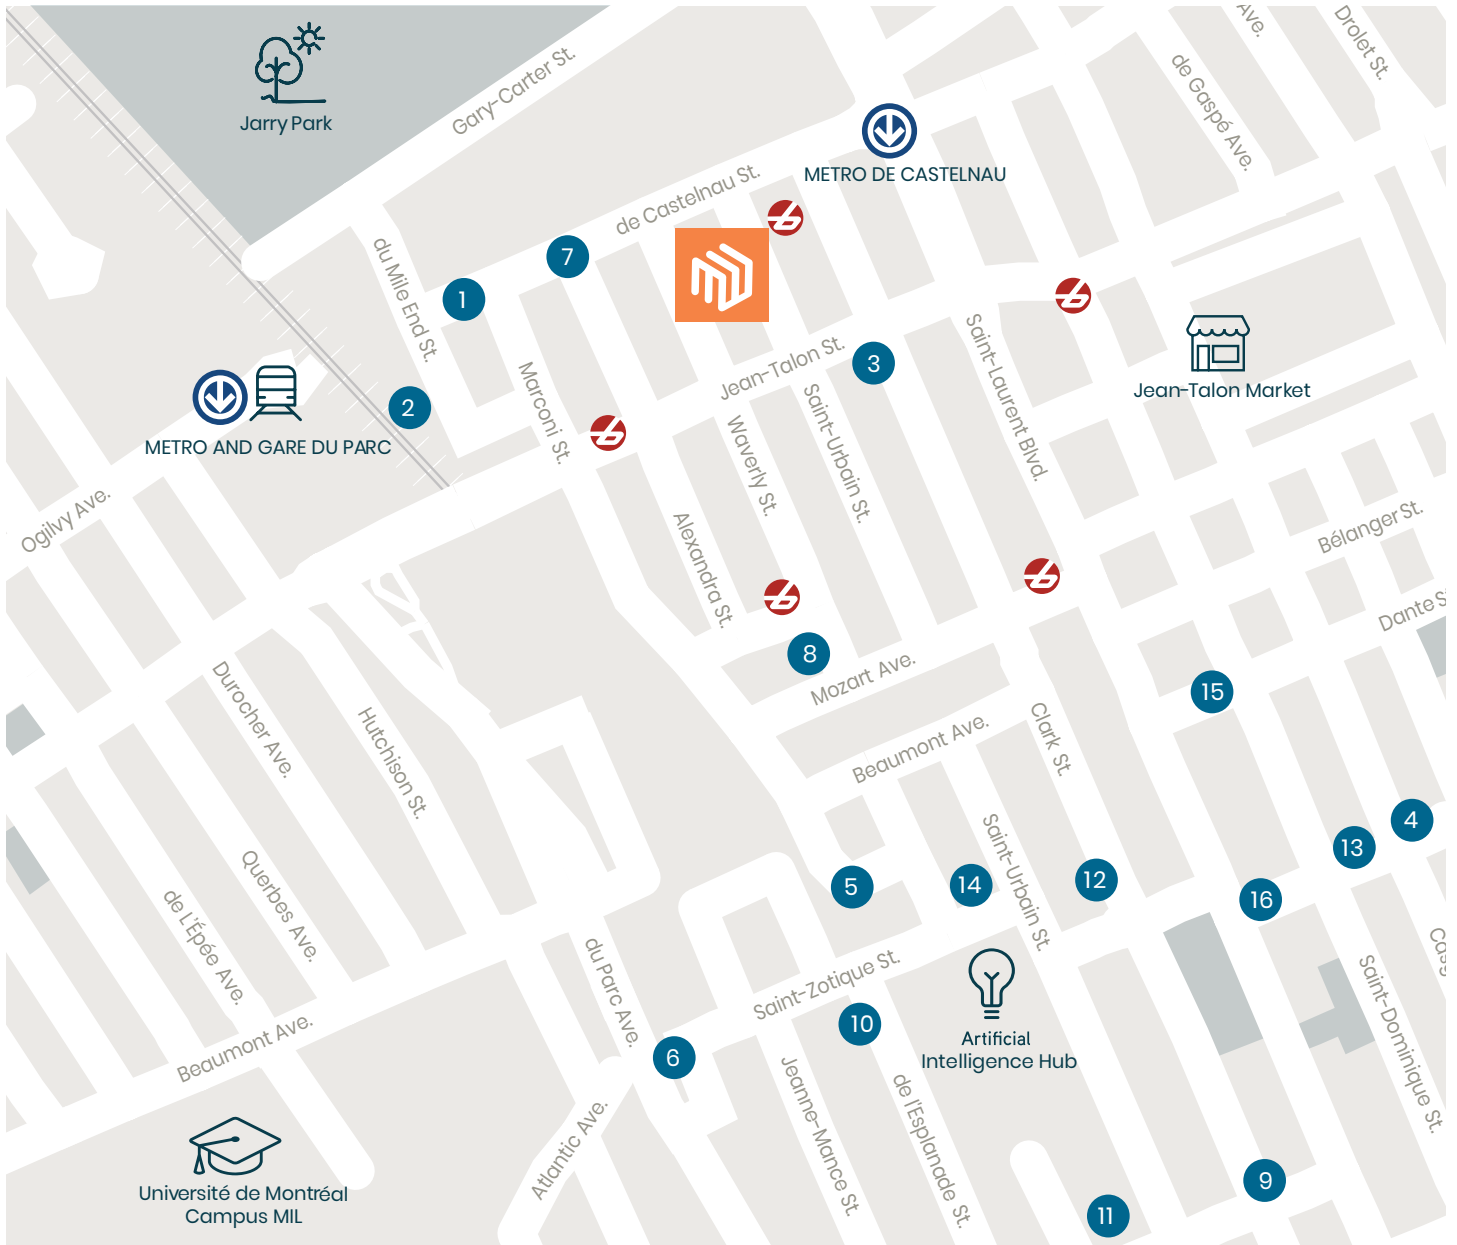 Ave.
Drolet St.
de Gaspé Ave.
Gary-Carter St.
Jarry Park
METRO DE CASTELNAU
de Castelnau St.
7
1
du Mile End St.
Jean-Talon St.
3
Saint-Laurent Blvd.
Jean-Talon Market
2
Marconi St.
METRO AND GARE DU PARC
Waverly St.
Saint-Urbain St.
Ogilvy Ave.
Alexandra St.
Bélanger St.
Dante S
8
Mozart Ave.
15
Durocher Ave.
Hutchison St.
Beaumont Ave.
Clark St.
4
13
Saint-Urbain St.
5
14
12
16
Querbes Ave.
de L'Épée Ave.
du Parc Ave.
Saint-Zotique St.
Casg
Saint-Dominique St.
10
Artificial
Intelligence Hub
Beaumont Ave.
6
Jeanne-Mance St.
de l'Esplanade St.
Atlantic Ave.
Université de Montréal
Campus MIL
9
11